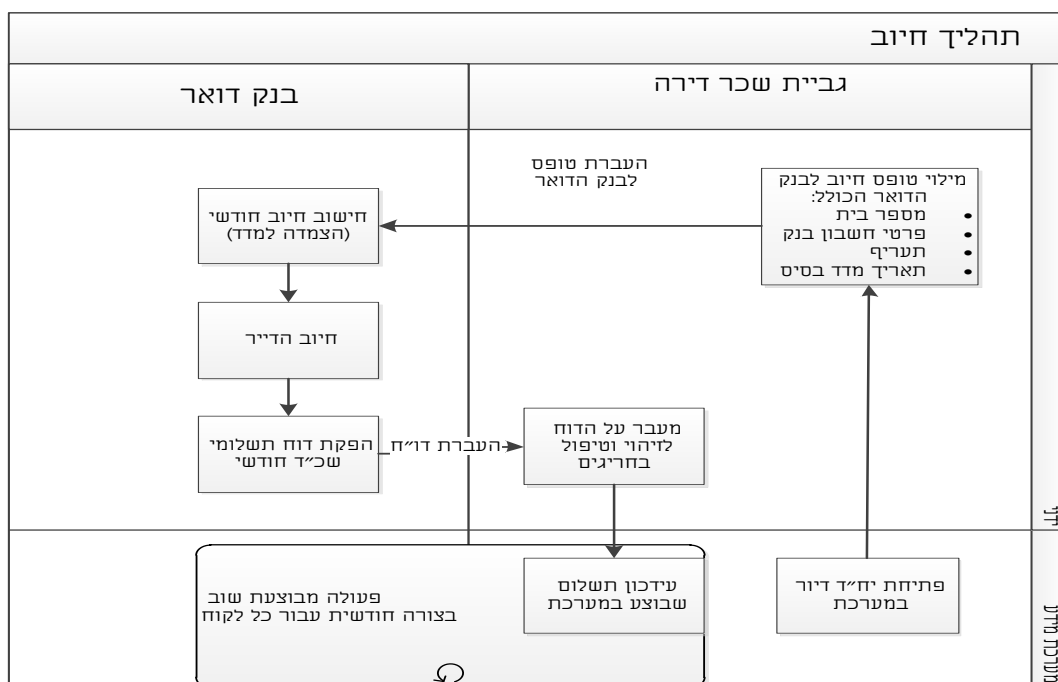 תהליך חיוב
גביית שכר דירה
בנק דואר
מילוי טופס חיוב לבנק
הדואר הכולל:
• מספר בית
• פרטי חשבון בנק
• תעריף
• תאריך מדד בסיס
העברת טופס
לבנק הדואר
חישוב חיוב חודשי
(הצמדה למדד)
חיוב הדייר
הפקת דוח תשלומי
שכ״ד חודשי
העברת דו״ח
מעבר על הדוח
לזיהוי וטיפול
בחריגים
ידני
פתיחת יח״ד דיור
במערכת
עידכון תשלום
שבוצע במערכת
פעולה מבוצעת שוב
בצורה חודשית עבור כל לקוח
מערכת מידע